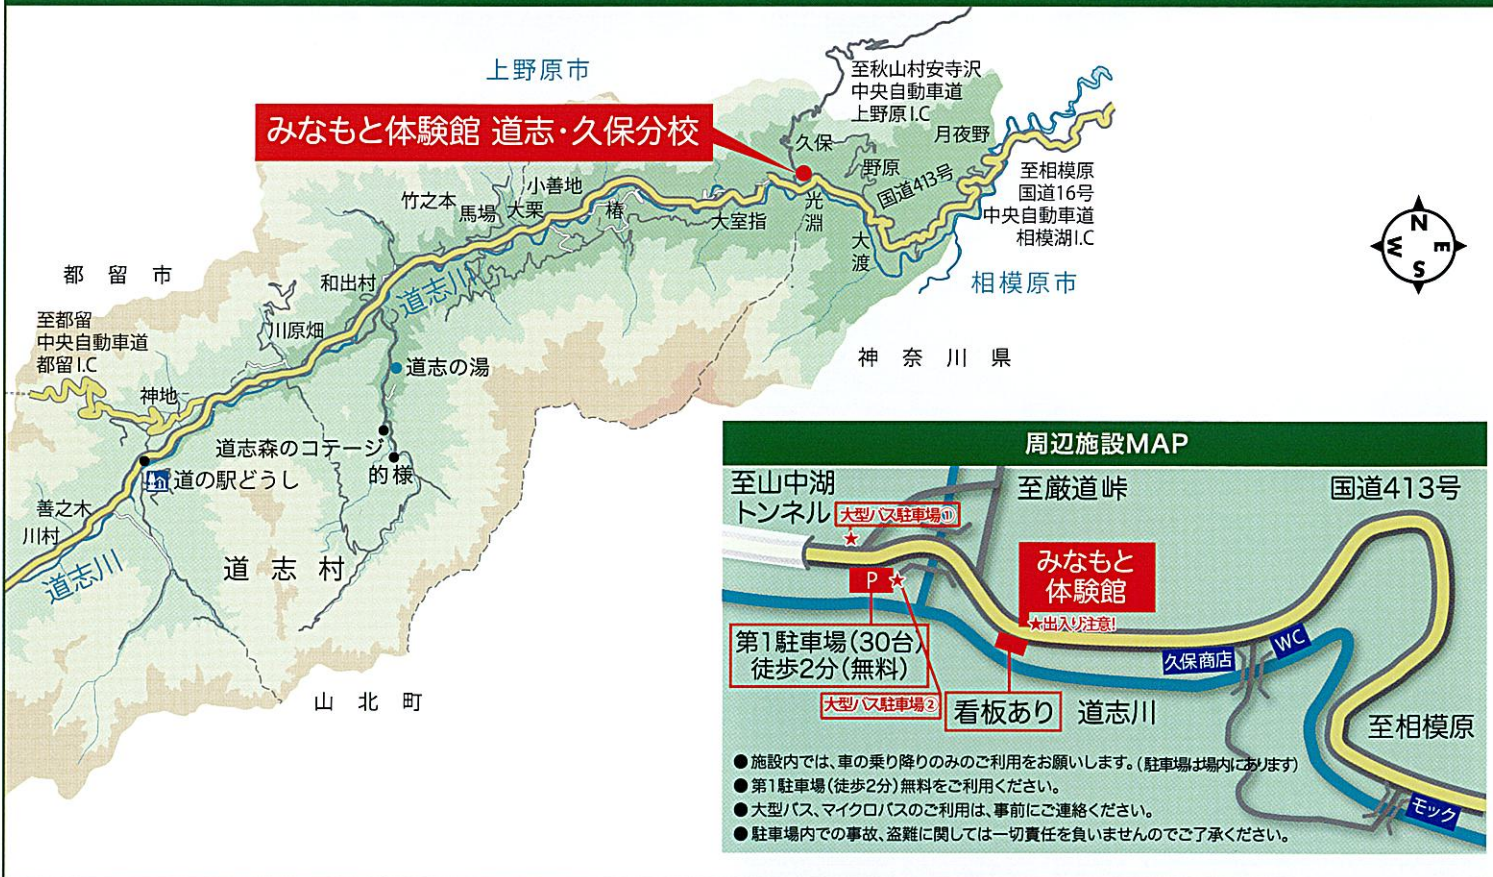 上野原市
至秋山村安寺沢
中央自動車道
上野原I.C
みなもと体験館 道志・久保分校
久保
月夜野
野原
国道413号
至相模原
国道16号
中央自動車道
相模湖I.C
竹之本
馬場
大栗
小善地
椿
大室指
光淵
大渡
相模原市
N
E
S
W
都留市
和出村
道志川
川原畑
至都留
中央自動車道
都留I.C
神地
道志の湯
神奈川県
道志森のコテージ
的様
道の駅どうし
善之木
川村
道志川
道志村
山北町
周辺施設MAP
至山中湖
トンネル
大型バス駐車場①
至厳道峠
国道413号
P
みなもと
体験館
★出入り注意!
第1駐車場(30台)
徒歩2分(無料)
大型バス駐車場②
看板あり
道志川
久保商店
WC
至相模原
モック
●施設内では、車の乗り降りのみのご利用をお願いします。(駐車場は場内にあります)
●第1駐車場(徒歩2分)無料をご利用ください。
●大型バス、マイクロバスのご利用は、事前にご連絡ください。
●駐車場内での事故、盗難に関しては一切責任を負いませんのでご了承ください。